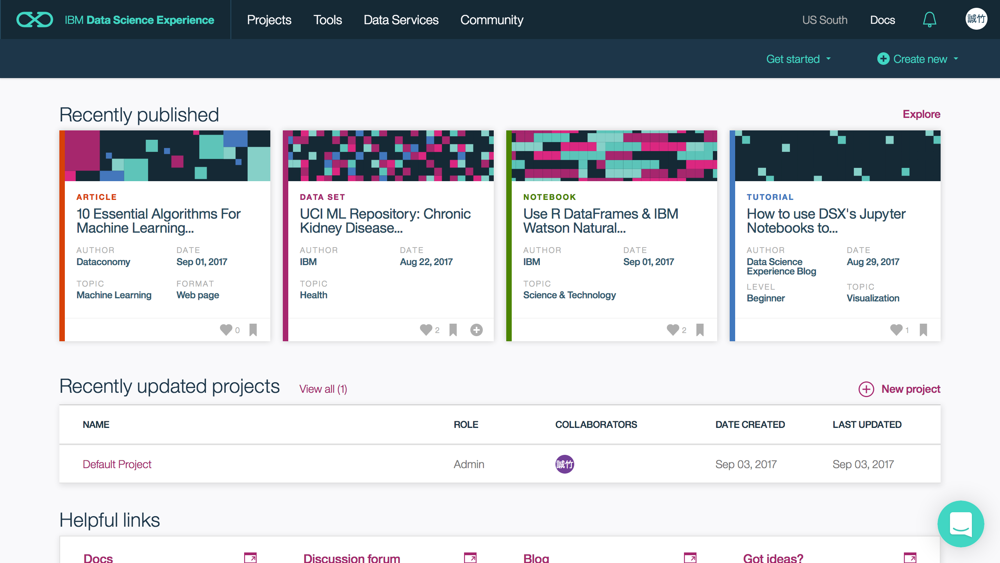 IBM Data Science Experience
Projects
Tools
Data Services
Community
US South
Docs
誠竹
Get started
Create new
Recently published
Explore
ARTICLE
10 Essential Algorithms For
Machine Learning...
AUTHOR
Dataconomy
DATE
Sep 01, 2017
TOPIC
Machine Learning
FORMAT
Web page
0
DATA SET
UCI ML Repository: Chronic
Kidney Disease...
AUTHOR
IBM
DATE
Aug 22, 2017
TOPIC
Health
2
NOTEBOOK
Use R DataFrames & IBM
Watson Natural...
AUTHOR
IBM
DATE
Sep 01, 2017
TOPIC
Science & Technology
2
TUTORIAL
How to use DSX's Jupyter
Notebooks to...
AUTHOR
Data Science
Experience Blog
DATE
Aug 29, 2017
LEVEL
Beginner
TOPIC
Visualization
1
Recently updated projects
View all (1)
New project
NAME
ROLE
COLLABORATORS
DATE CREATED
LAST UPDATED
Default Project
Admin
誠竹
Sep 03, 2017
Sep 03, 2017
Helpful links
Docs
Discussion forum
Blog
Got ideas?